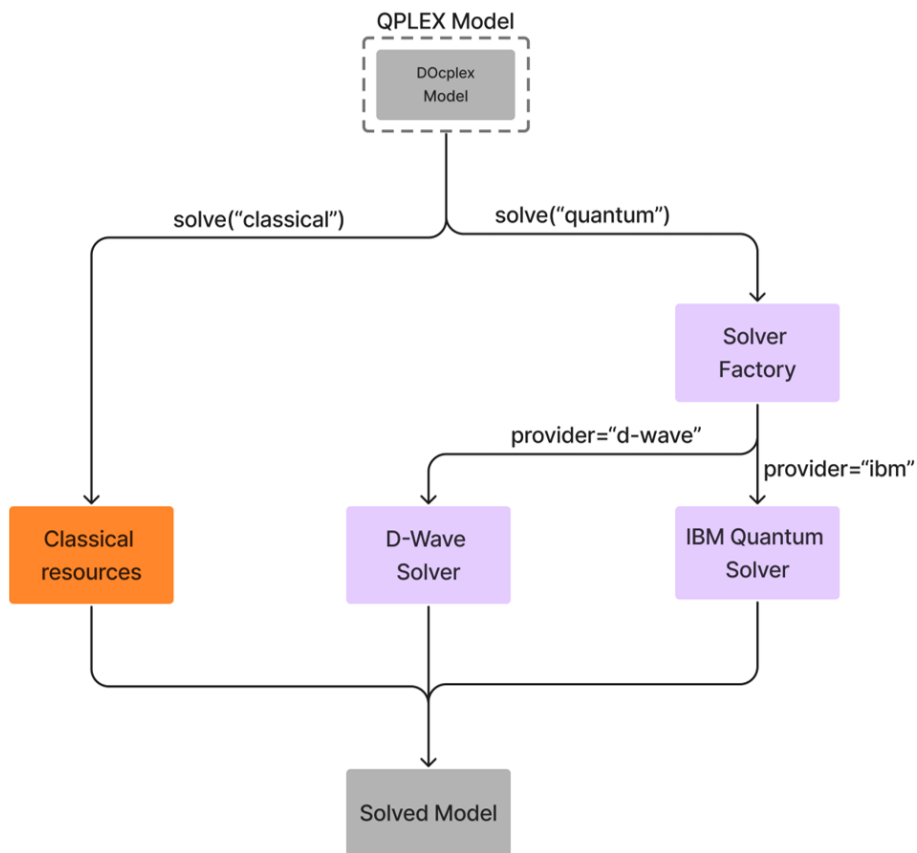 QPLEX Model
DOcplex
Model
solve(“classical”)
solve(“quantum”)
Solver
Factory
provider=“d-wave”
provider=“ibm”
Classical
resources
D-Wave
Solver
IBM Quantum
Solver
Solved Model